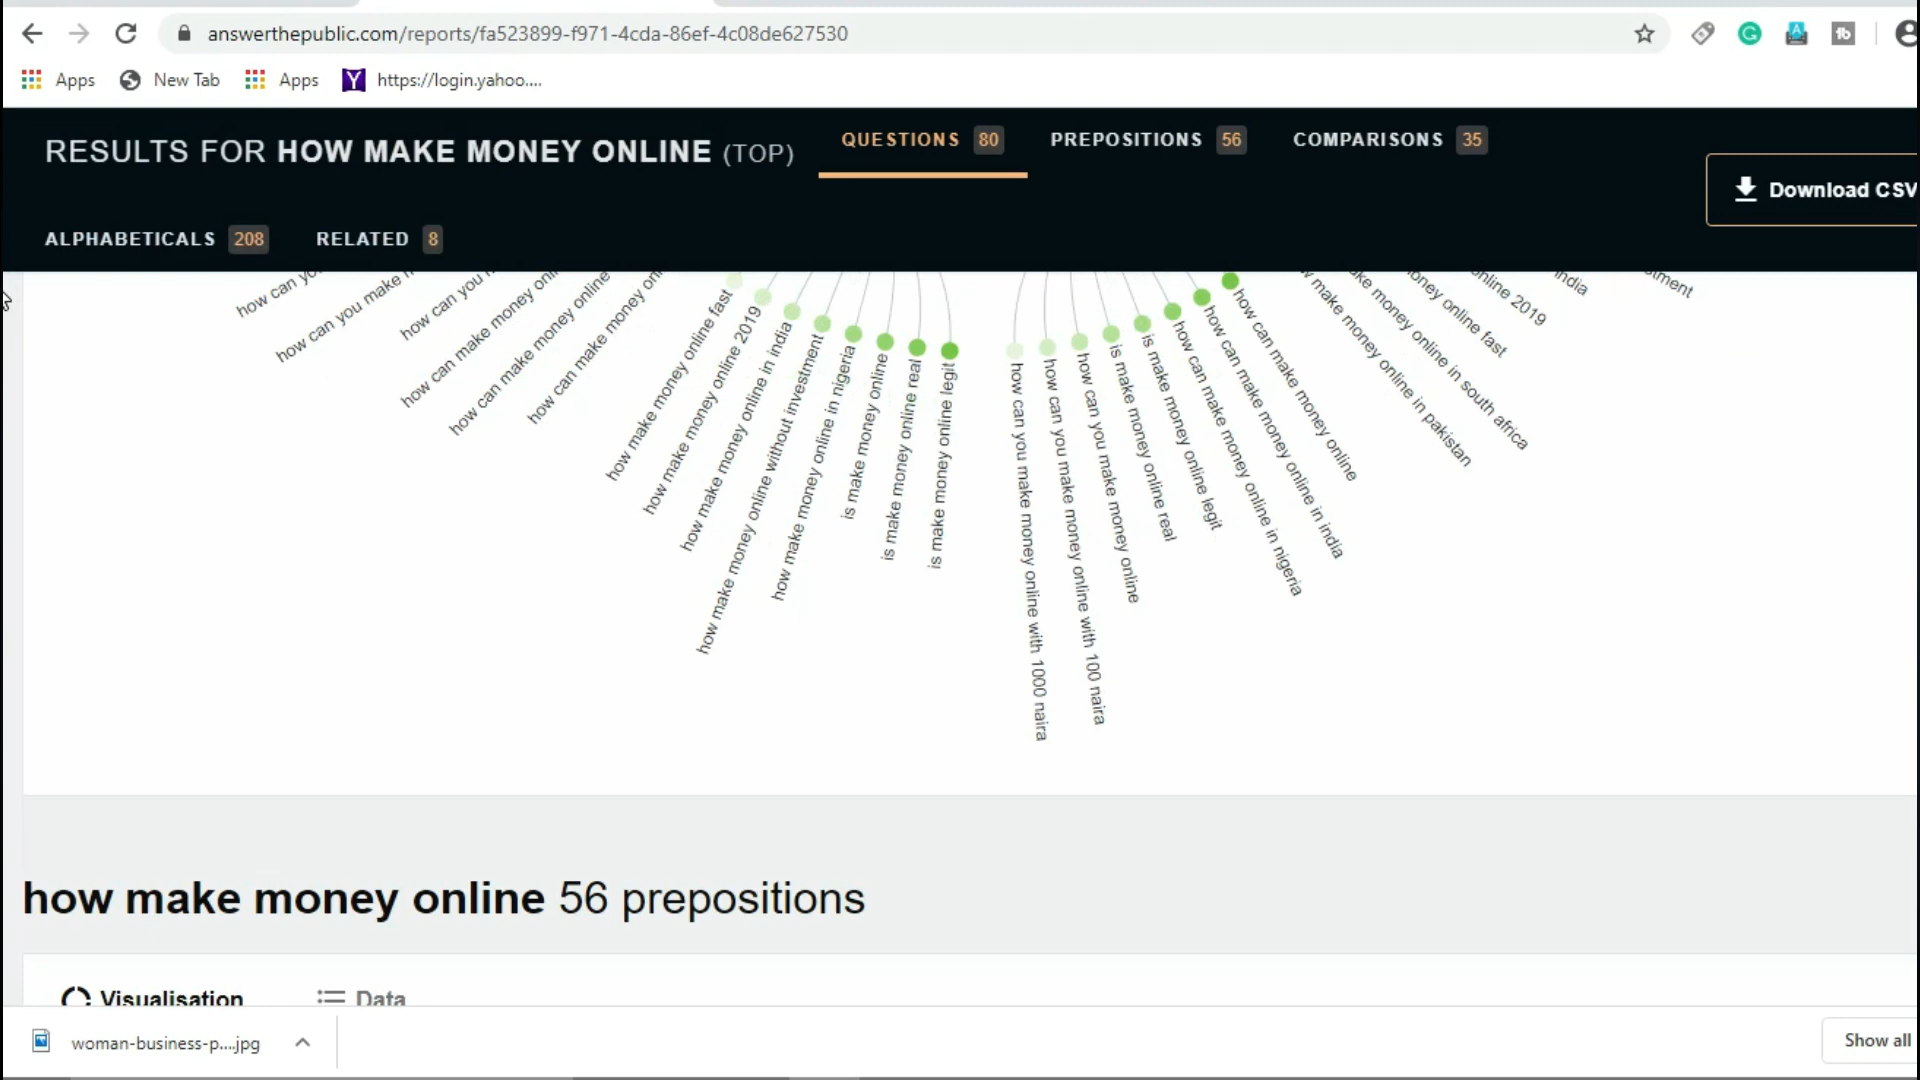 answerthepublic.com/reports/fa523899-f971-4cda-86ef-4c08de627530
Apps
New Tab
Apps
https://login.yahoo....
RESULTS FOR HOW MAKE MONEY ONLINE (TOP)
QUESTIONS 80
PREPOSITIONS 56
COMPARISONS 35
Download CSV
ALPHABETICALS 208
RELATED 8
how can you
how can you make
how can you
how can make money
how can make money online
how can make money
how make money online fast
how make money online 2019
how make money online in india
how make money online without investment
how make money online in nigeria
is make money online
is make money online real
is make money online legit
how can you make money online with 1000 naira
how can you make money online with 100 naira
how can you make money online
is make money online real
is make money online legit
how can make money online in nigeria
how can make money online in india
how can make money online
make money online in pakistan
money online in south africa
online fast
online 2019
india
how make money online 56 prepositions
Visualisation
Data
woman-business-p....jpg
Show all